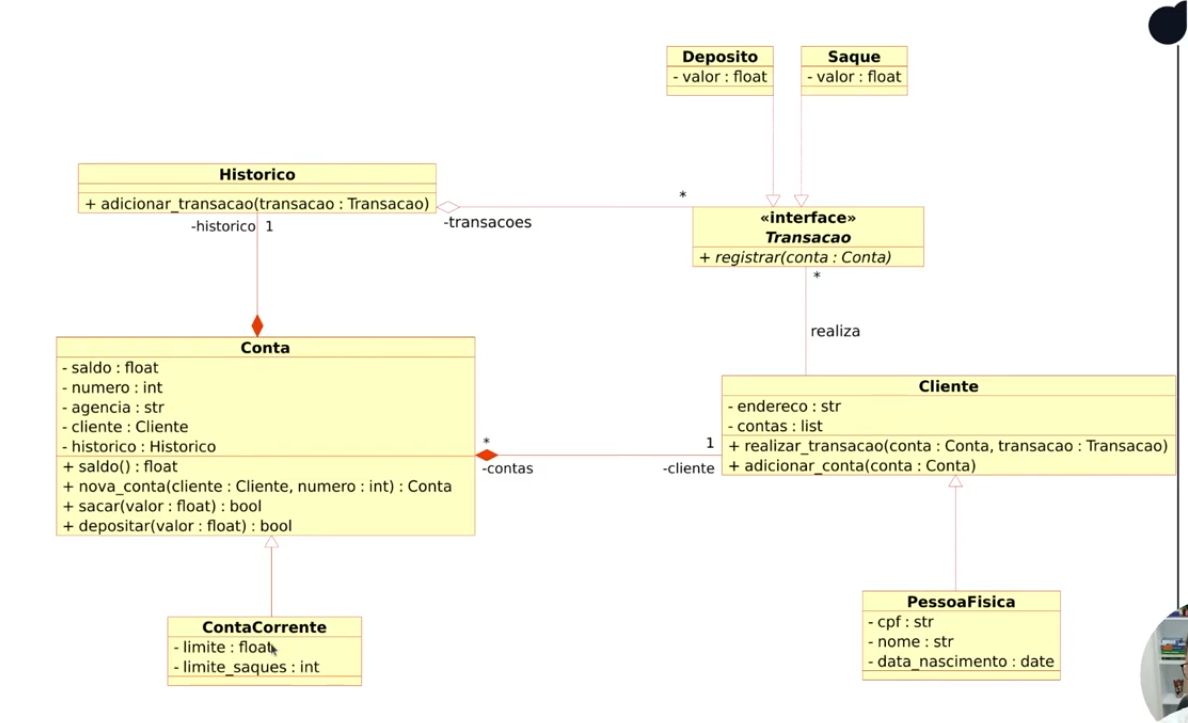 Deposito
- valor : float
Saque
- valor : float
Historico
+ adicionar_transacao(transacao : Transacao)
-historico 1
*
-transacoes
«interface»
Transacao
+ registrar(conta : Conta)
*
realiza
Conta
- saldo : float
- numero : int
- agencia : str
- cliente : Cliente
- historico : Historico
+ saldo() : float
+ nova_conta(cliente : Cliente, numero : int) : Conta
+ sacar(valor : float) : bool
+ depositar(valor : float) : bool
*
-contas
1
-cliente
Cliente
- endereco : str
- contas : list
+ realizar_transacao(conta : Conta, transacao : Transacao)
+ adicionar_conta(conta : Conta)
ContaCorrente
- limite : float
- limite_saques : int
PessoaFisica
- cpf : str
- nome : str
- data_nascimento : date